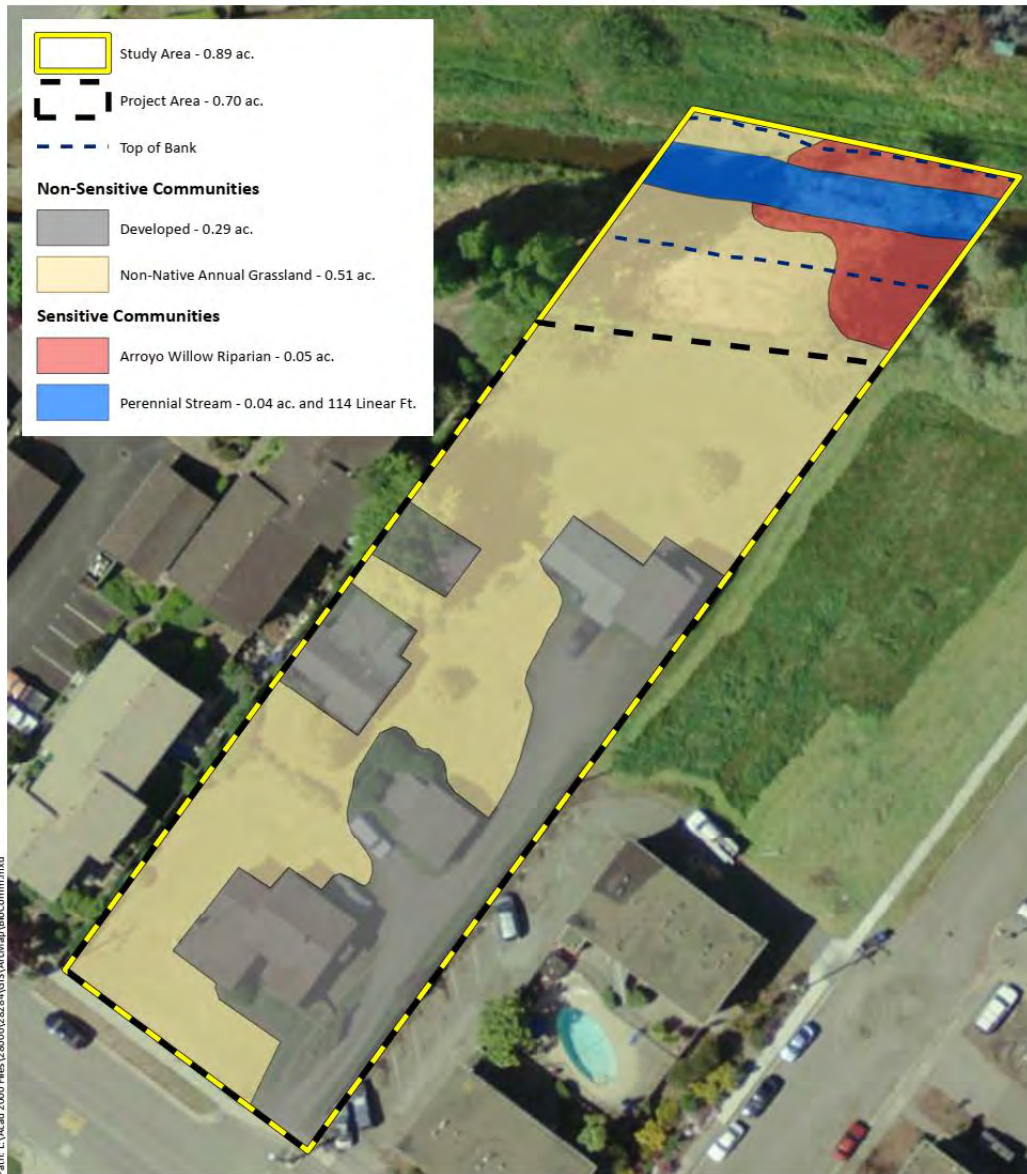 Study Area - 0.89 ac.
Project Area - 0.70 ac.
Top of Bank
Non-Sensitive Communities
Developed - 0.29 ac.
Non-Native Annual Grassland - 0.51 ac.
Sensitive Communities
Arroyo Willow Riparian - 0.05 ac.
Perennial Stream - 0.04 ac. and 114 Linear Ft.